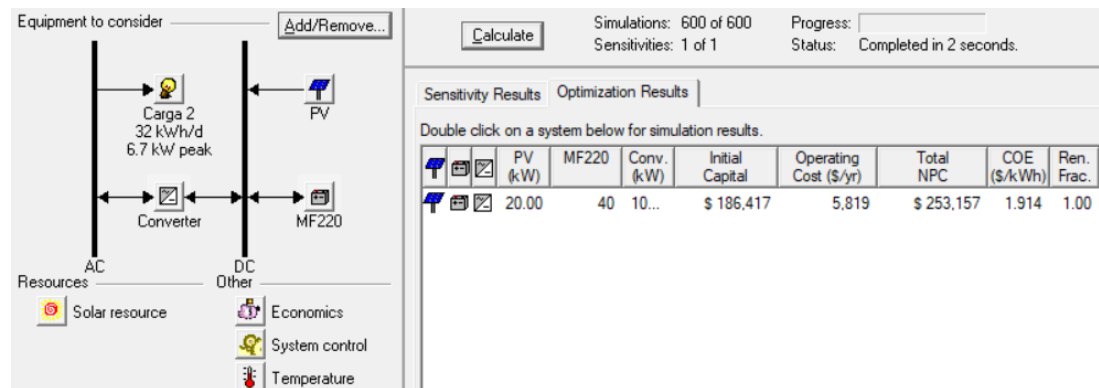 Equipment to consider
Add/Remove...
Carga 2
32 kWh/d
6.7 kW peak
PV
Converter
MF220
AC
DC
Resources
Other
Solar resource
Economics
System control
Temperature
Calculate
Simulations: 600 of 600
Progress:
Sensitivities: 1 of 1
Status: Completed in 2 seconds.
Sensitivity Results
Optimization Results
Double click on a system below for simulation results.
PV (kW) MF220 Conv. (kW) Initial Capital Operating Cost ($/yr) Total NPC COE ($/kWh) Ren. Frac.
20.00 40 10... $ 186,417 5,819 $ 253,157 1.914 1.00